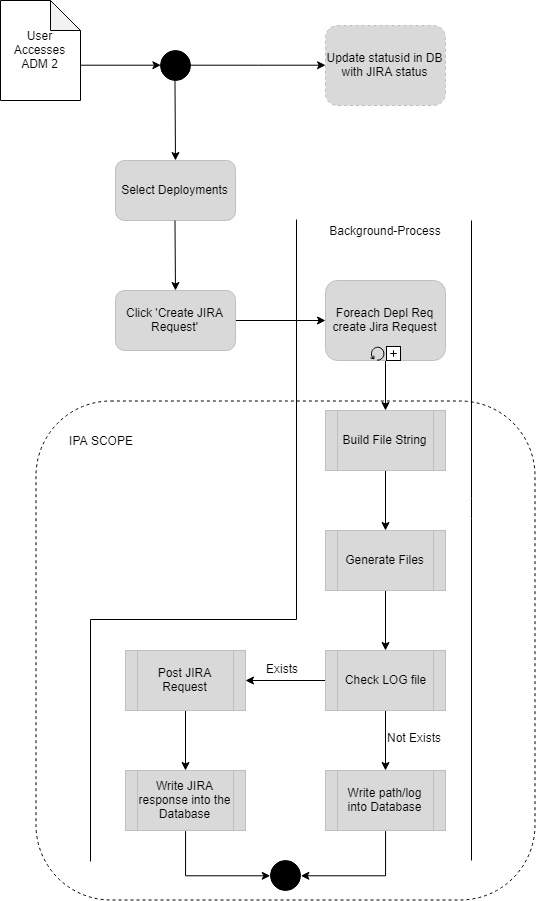 User
Accesses
ADM 2
Update statusid in DB
with JIRA status
Select Deployments
Background-Process
Click 'Create JIRA
Request'
Foreach Depl Req
create Jira Request
IPA SCOPE
Build File String
Generate Files
Post JIRA
Request
Exists
Check LOG file
Not Exists
Write JIRA
response into the
Database
Write path/log
into Database